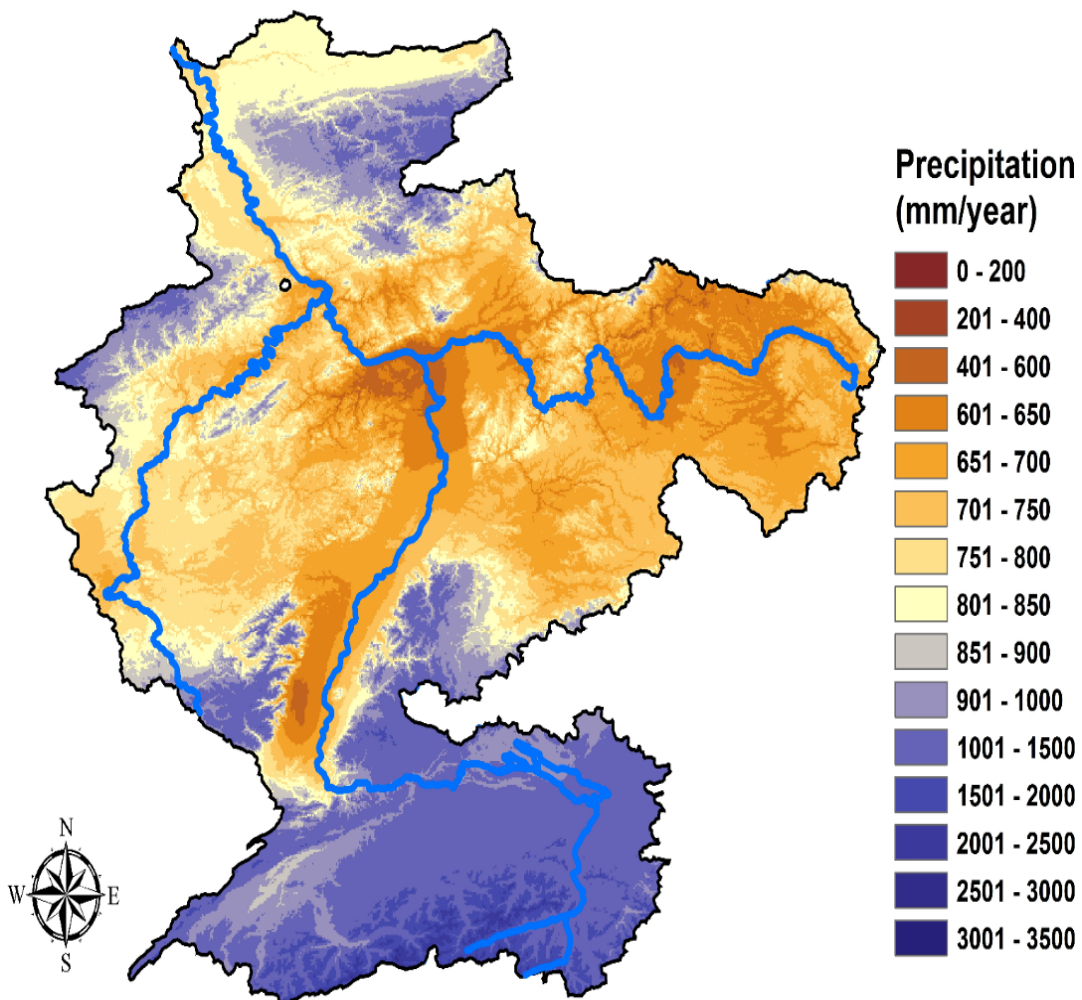 Precipitation
(mm/year)
0 - 200
201 - 400
401 - 600
601 - 650
651 - 700
701 - 750
751 - 800
801 - 850
851 - 900
901 - 1000
1001 - 1500
1501 - 2000
2001 - 2500
2501 - 3000
3001 - 3500
N
W E
S